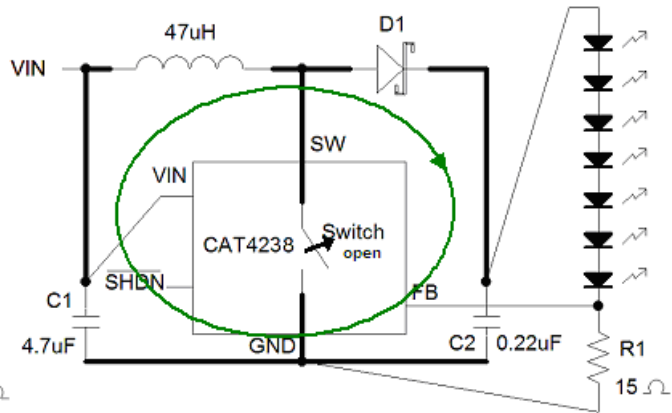 D1
47uH
VIN
SW
VIN
CAT4238
Switch
open
SHDN
FB
C1
4.7uF
GND
C2
0.22uF
R1
15 Ω
Ω